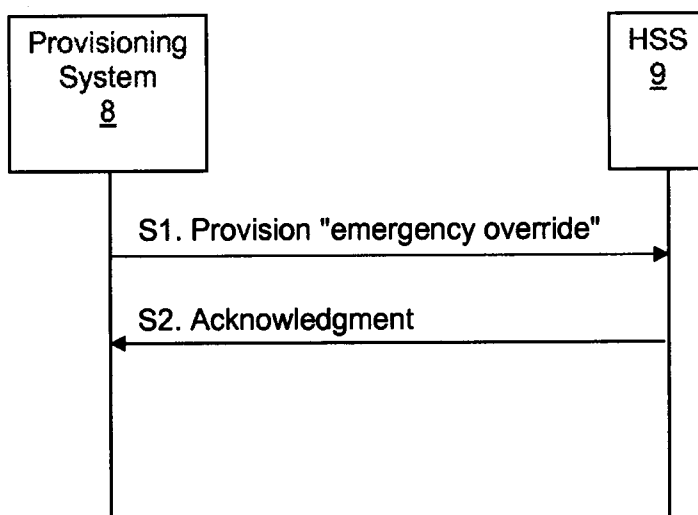 Provisioning
System
8
HSS
9
S1. Provision "emergency override"
S2. Acknowledgment